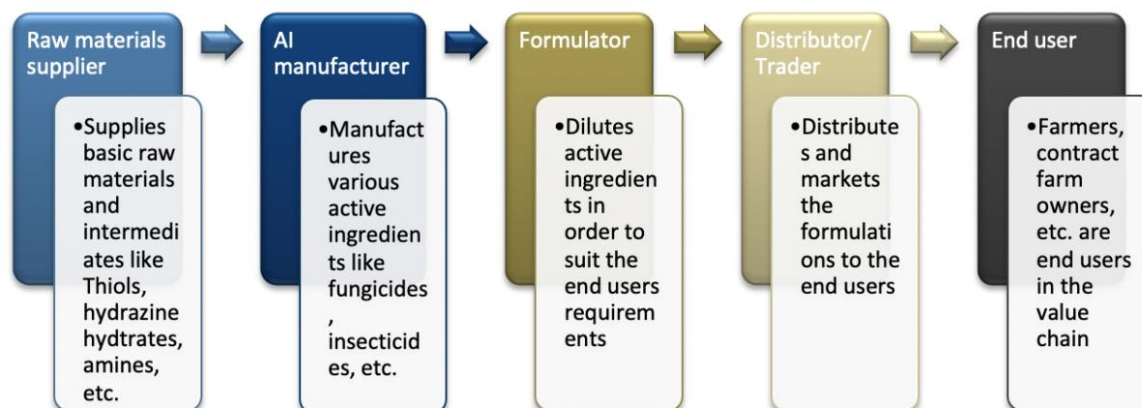 Raw materials
supplier
•Supplies
basic raw
materials
and
intermedi
ates like
Thiols,
hydrazine
hydtrates,
amines,
etc.
AI
manufacturer
•Manufact
ures
various
active
ingredien
ts like
fungicides
,
insecticid
es, etc.
Formulator
•Dilutes
active
ingredien
ts in
order to
suit the
end users
requirem
ents
Distributor/
Trader
•Distribute
s and
markets
the
formulati
ons to the
end users
End user
•Farmers,
contract
farm
owners,
etc. are
end users
in the
value
chain